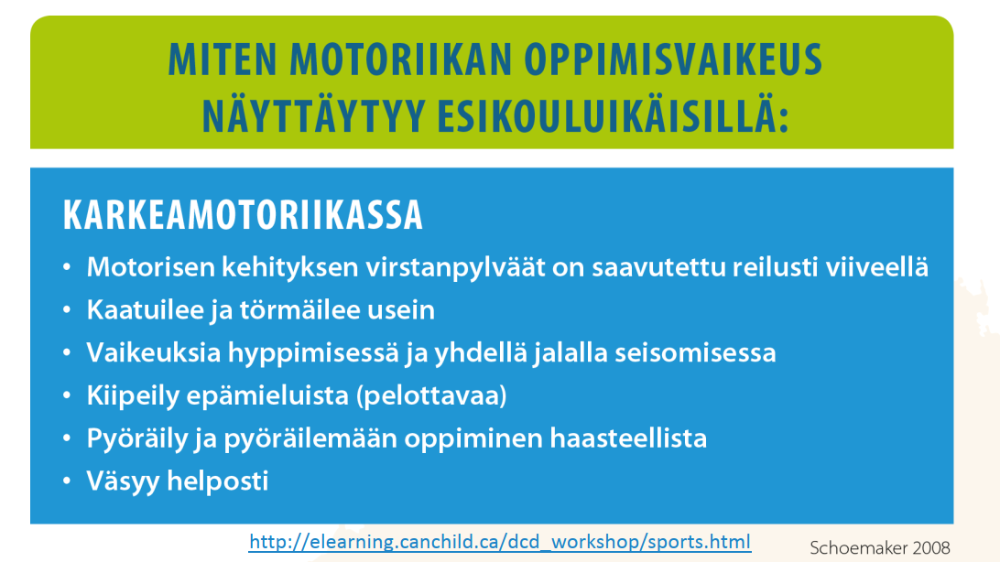 MITEN MOTORIIKAN OPPIMISVAIKEUS
NÄYTTÄYTYY ESIKOULUIKÄISILLÄ:
KARKEAMOTORIIKASSA
• Motorisen kehityksen virstanpylväät on saavutettu reilusti viiveellä
• Kaatuilee ja törmäilee usein
• Vaikeuksia hyppimisessä ja yhdellä jalalla seisomisessa
• Kiipeily epämieluista (pelottavaa)
• Pyöräily ja pyöräilemään oppiminen haasteellista
• Väsyy helposti
http://elearning.canchild.ca/dcd_workshop/sports.html
Schoemaker 2008